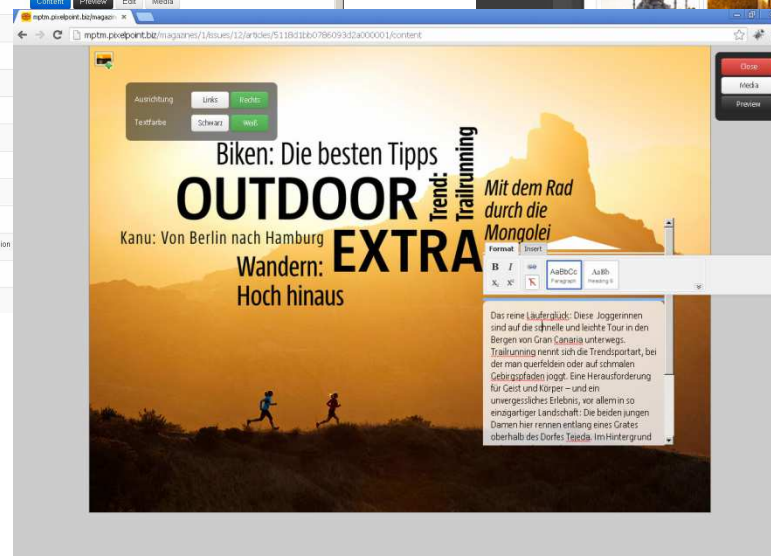 Content Preview Edit Media
mptm.pixelpoint.biz/magazin
mptm.pixelpoint.biz/magazines/1/issues/12/articles/5118d1bb0786093d2a000001/content
Close
Media
Preview
Ausrichtung Links Rechts
Textfarbe Schwarz Weiß
Biken: Die besten Tipps
OUTDOOR
EXTRA
Trend:
Trailrunning
Mit dem Rad
durch die
Mongolei
Kanu: Von Berlin nach Hamburg
Wandern:
Hoch hinaus
Format Insert
B I AaBbCc AaBb
X₂ X² Paragraph Heading 6
Das reine Läuferglück: Diese Joggerinnen
sind auf die schnelle und leichte Tour in den
Bergen von Gran Canaria unterwegs.
Trailrunning nennt sich die Trendsportart, bei
der man querfeldein oder auf schmalen
Gebirgspfaden joggt. Eine Herausforderung
für Geist und Körper – und ein
unvergessliches Erlebnis, vor allem in so
einzigartiger Landschaft: Die beiden jungen
Damen hier rennen entlang eines Grates
oberhalb des Dorfes Tejeda. Im Hintergrund